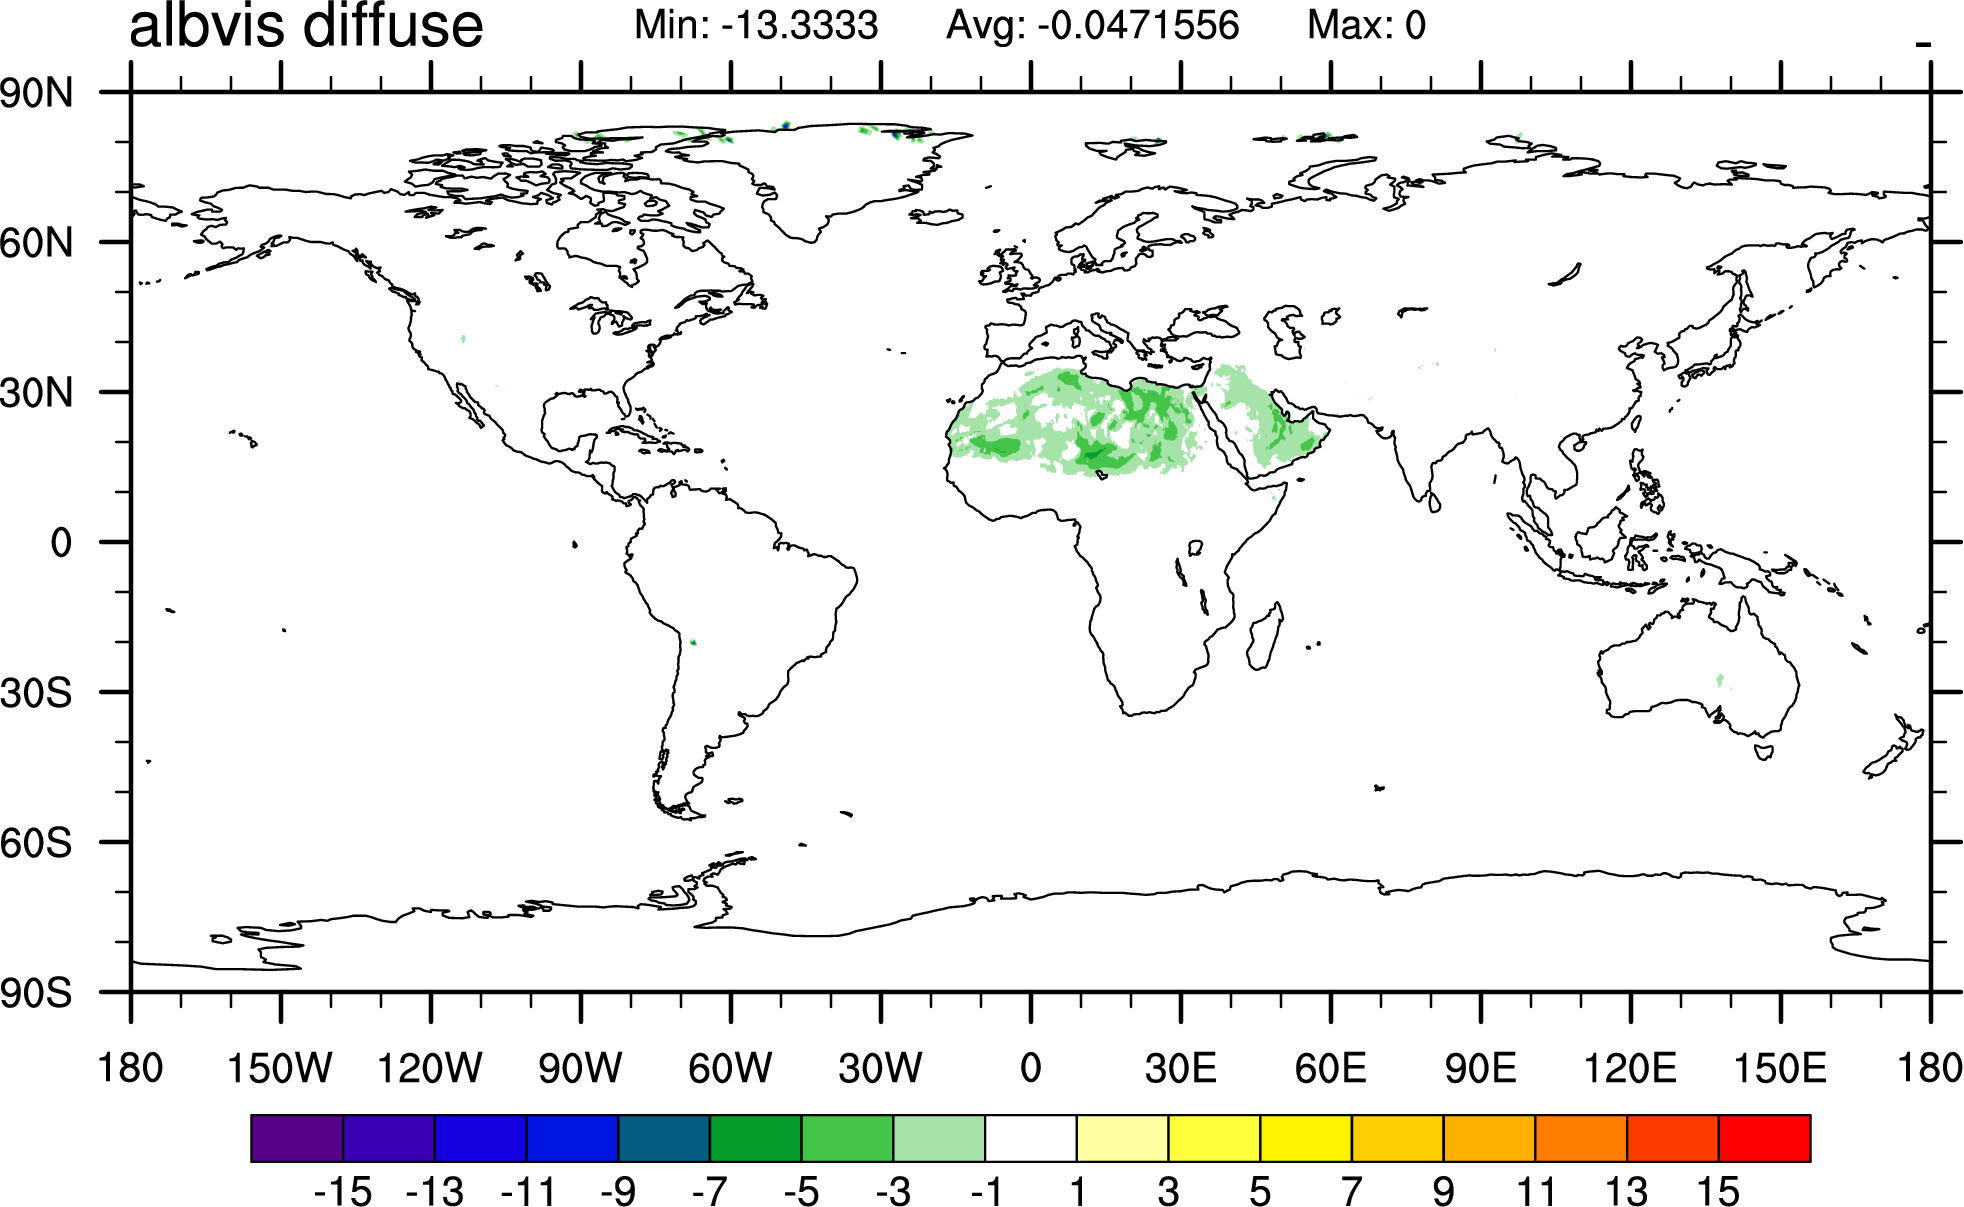 albvis diffuse Min: -13.3333 Avg: -0.0471556 Max: 0
-
90N
60N
30N
0
30S
60S
90S
180 150W 120W 90W 60W 30W 0 30E 60E 90E 120E 150E 180
-15 -13 -11 -9 -7 -5 -3 -1 1 3 5 7 9 11 13 15